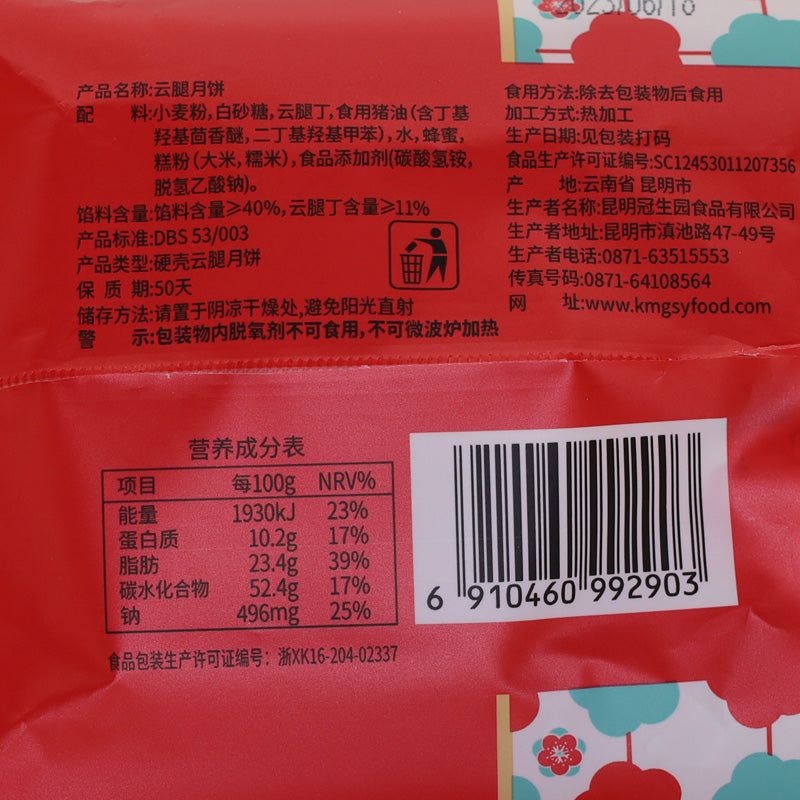 2023/06/18
产品名称:云腿月饼
配 料:小麦粉,白砂糖,云腿丁,食用猪油(含丁基
羟基茴香醚,二丁基羟基甲苯),水,蜂蜜,
糕粉(大米,糯米),食品添加剂(碳酸氢铵,
脱氢乙酸钠)。
馅料含量:馅料含量≥40%,云腿丁含量≥11%
产品标准:DBS 53/003
产品类型:硬壳云腿月饼
保 质 期:50天
储存方法:请置于阴凉干燥处,避免阳光直射
警 示:包装物内脱氧剂不可食用,不可微波炉加热
食用方法:除去包装物后食用
加工方式:热加工
生产日期:见包装打码
食品生产许可证编号:SC12453011207356
产 地:云南省 昆明市
生产者名称:昆明冠生园食品有限公司
生产者地址:昆明市滇池路47-49号
生产者电话:0871-63515553
传真号码:0871-64108564
网 址:www.kmgsyfood.com
营养成分表
项目 每100g NRV%
能量 1930kJ 23%
蛋白质 10.2g 17%
脂肪 23.4g 39%
碳水化合物 52.4g 17%
钠 496mg 25%
食品包装生产许可证编号：浙XK16-204-02337
6 910460 992903